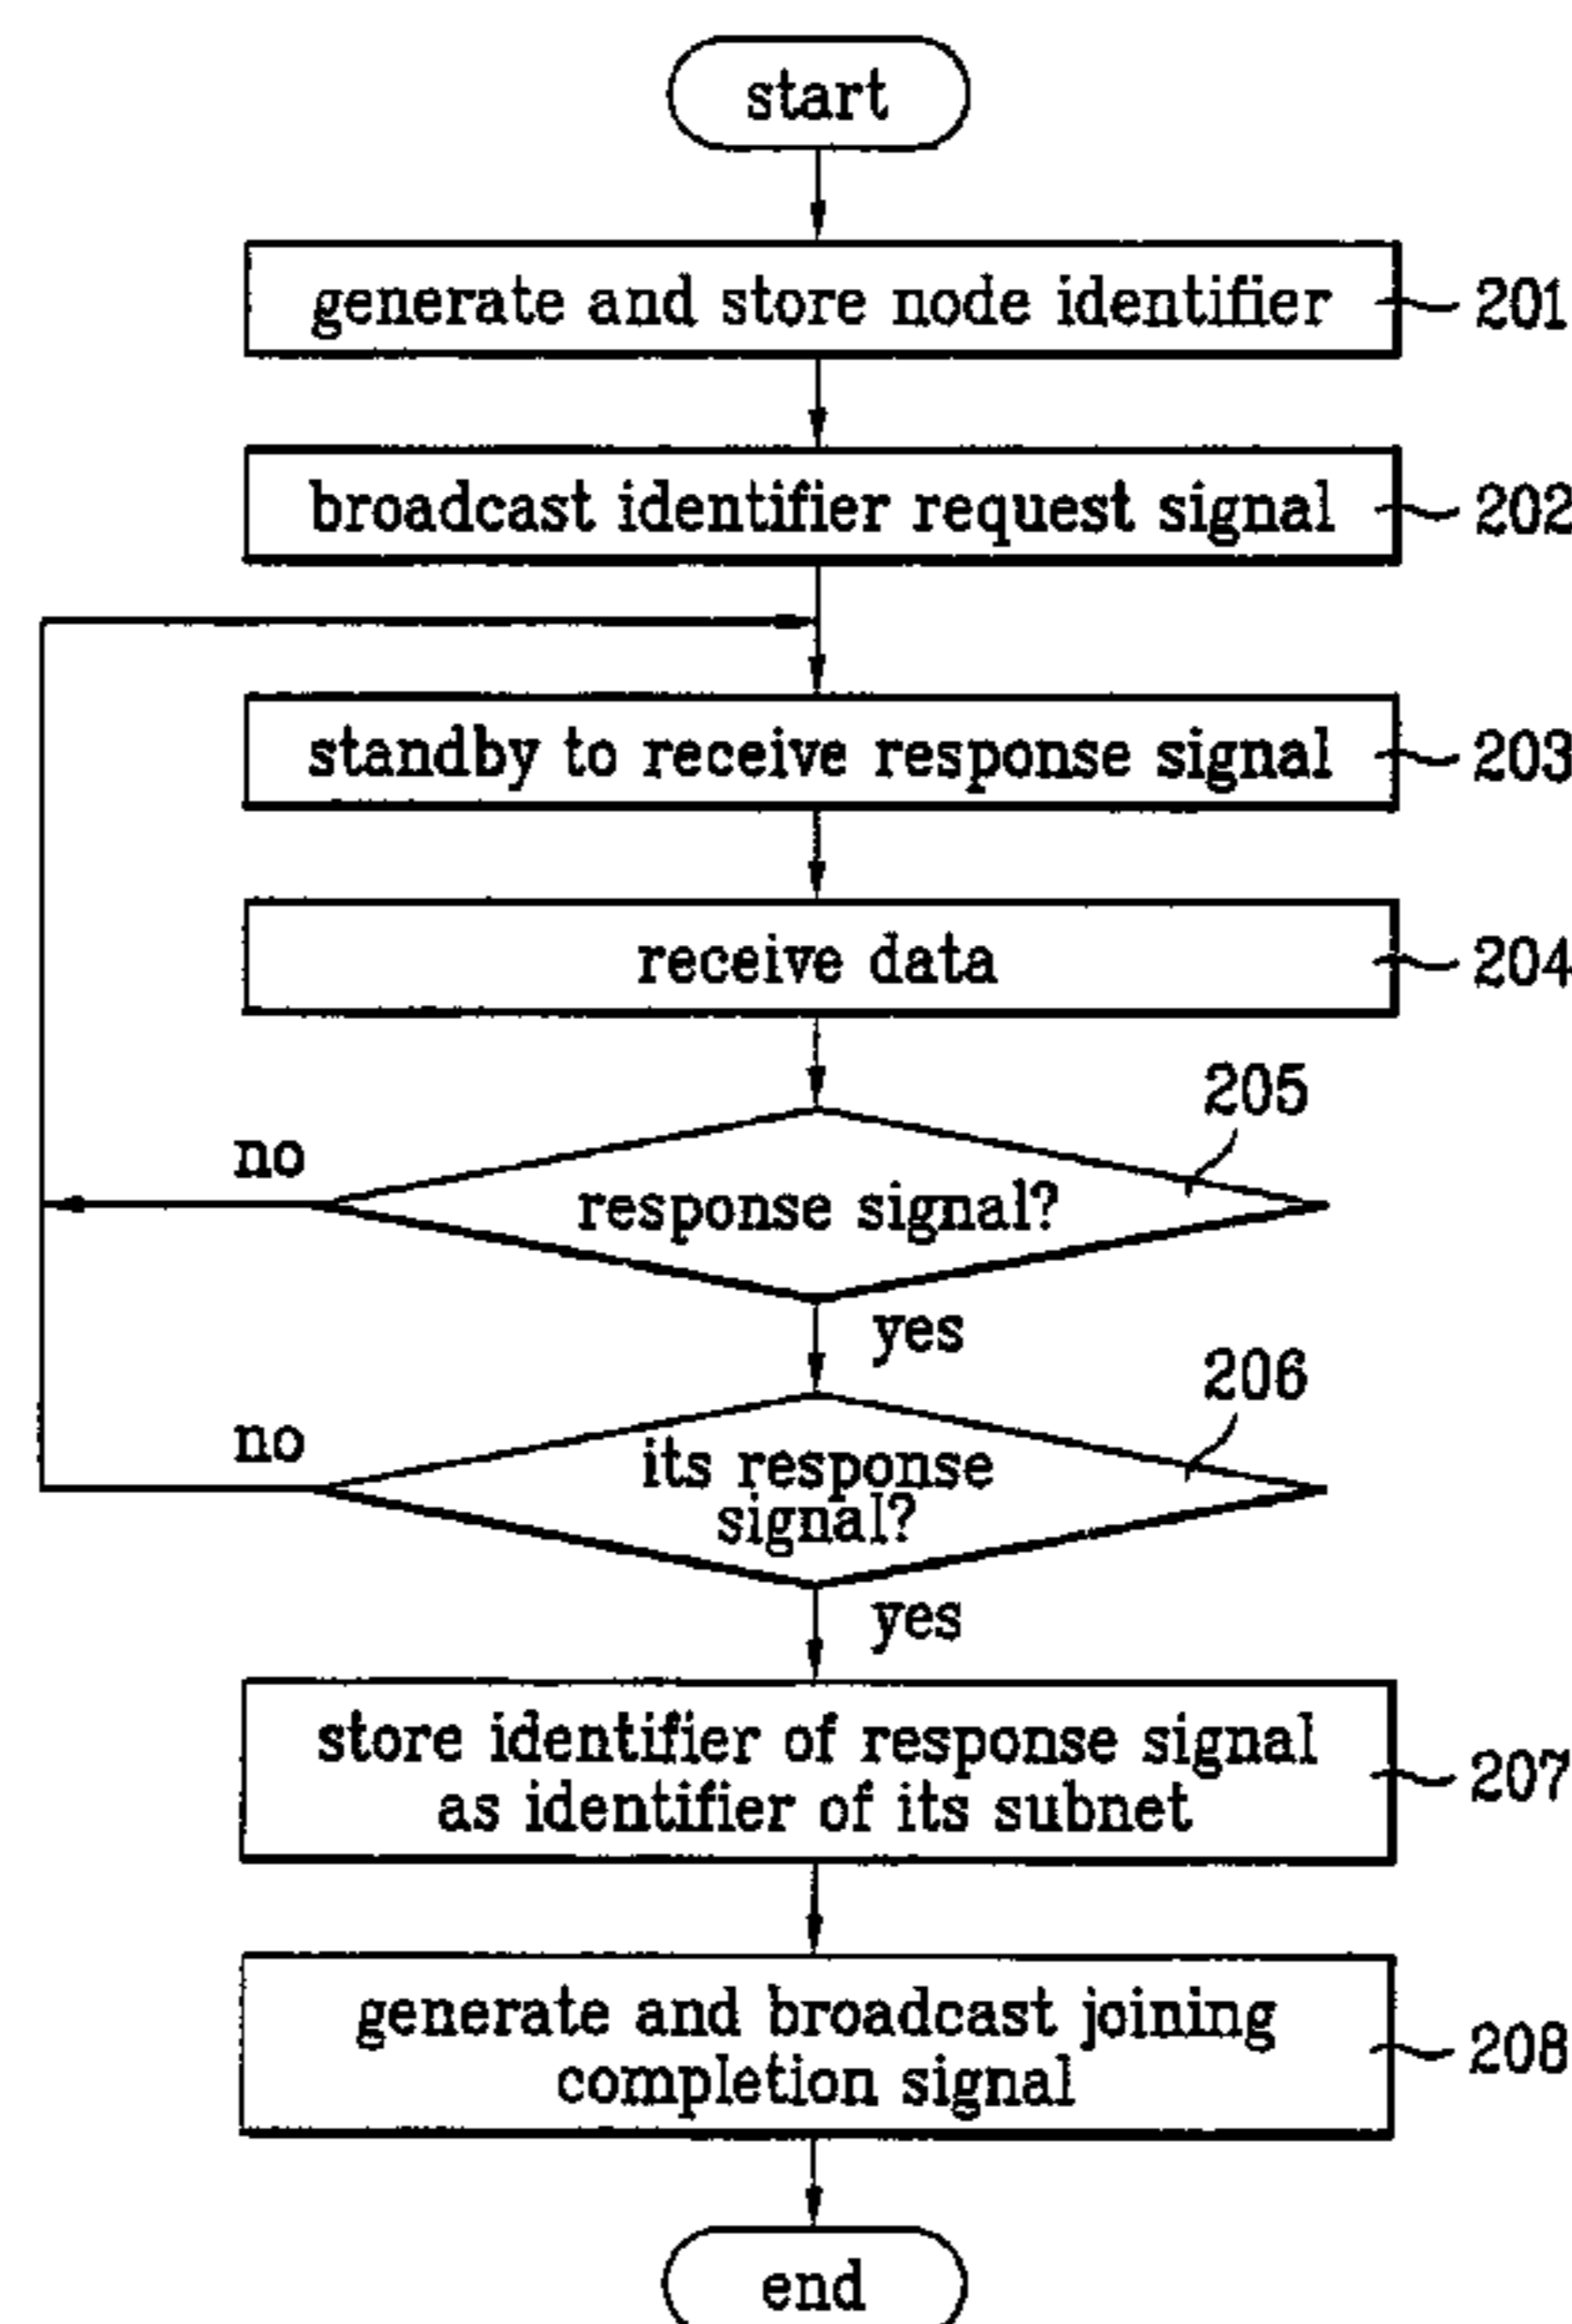 start
generate and store node identifier
201
broadcast identifier request signal
202
standby to receive response signal
203
receive data
204
205
no
response signal?
yes
206
no
its response
signal?
yes
store identifier of response signal
as identifier of its subnet
207
generate and broadcast joining
completion signal
208
end